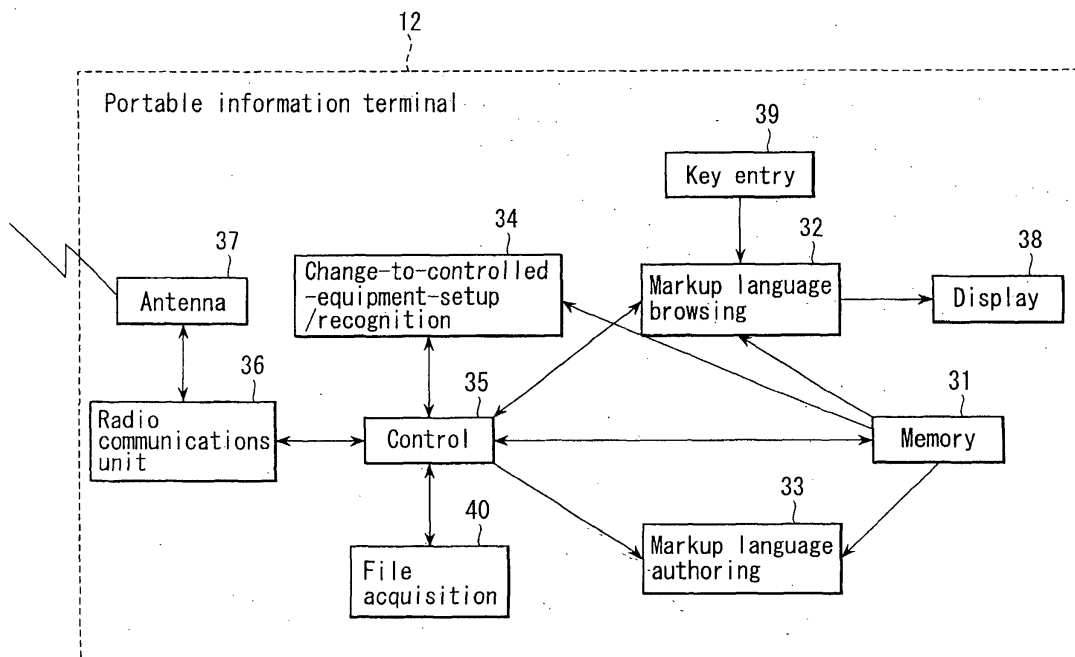 12
Portable information terminal
39
Key entry
34
Change-to-controlled
-equipment-setup
/recognition
32
Markup language
browsing
38
Display
37
Antenna
36
Radio
communications
unit
35
Control
31
Memory
40
File
acquisition
33
Markup language
authoring